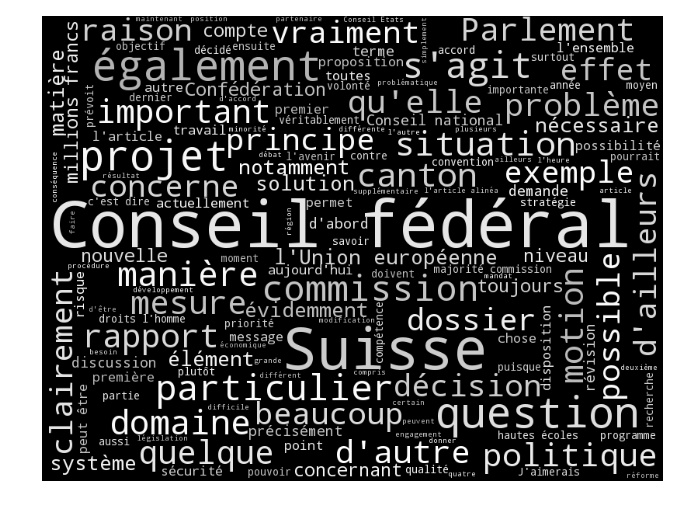 maintenant position partenaire Conseil Etats
raison compte vraiment Parlement
objectif décidé ensuite terme accord l'ensemble
également s'agit effet
proposition simplement surtout
matière millions francs prévoit autre Confédération toutes volonté problématique importante année moyen
dernier d'accord qu'elle problème
important premier véritablement Conseil national plusieurs
l'article travail minorité différente l'autre nécessaire
principe situation possibilité
projet débat l'avenir contre convention ailleurs l'heure pourrait
notamment exemple
conséquence résultat concerne solution canton demande
supplémentaire l'article alinéa article
c'est dire actuellement permet stratégie
faire Conseil fédéral région d'abord
savoir
nouvelle moment l'Union européenne niveau d'ailleurs
procédure aujourd'hui doivent majorité commission
manière mandat toujours
risque développement commission possible
d'être mesure évidemment
droits l'homme priorité modification dossier disposition motion révision
clairement rapport message Suisse compétence chose
besoin économique
discussion élément grande discuss puisque deuxième
première plutôt différent compris
particulier décision recherche
partie difficile certain
peut être domaine beaucoup peuvent question
aussi législation précisément engagement hautes écoles programme
quelque point d'autre donner politique
système sécurité pouvoir concernant qualité quatre J'aimerais réforme